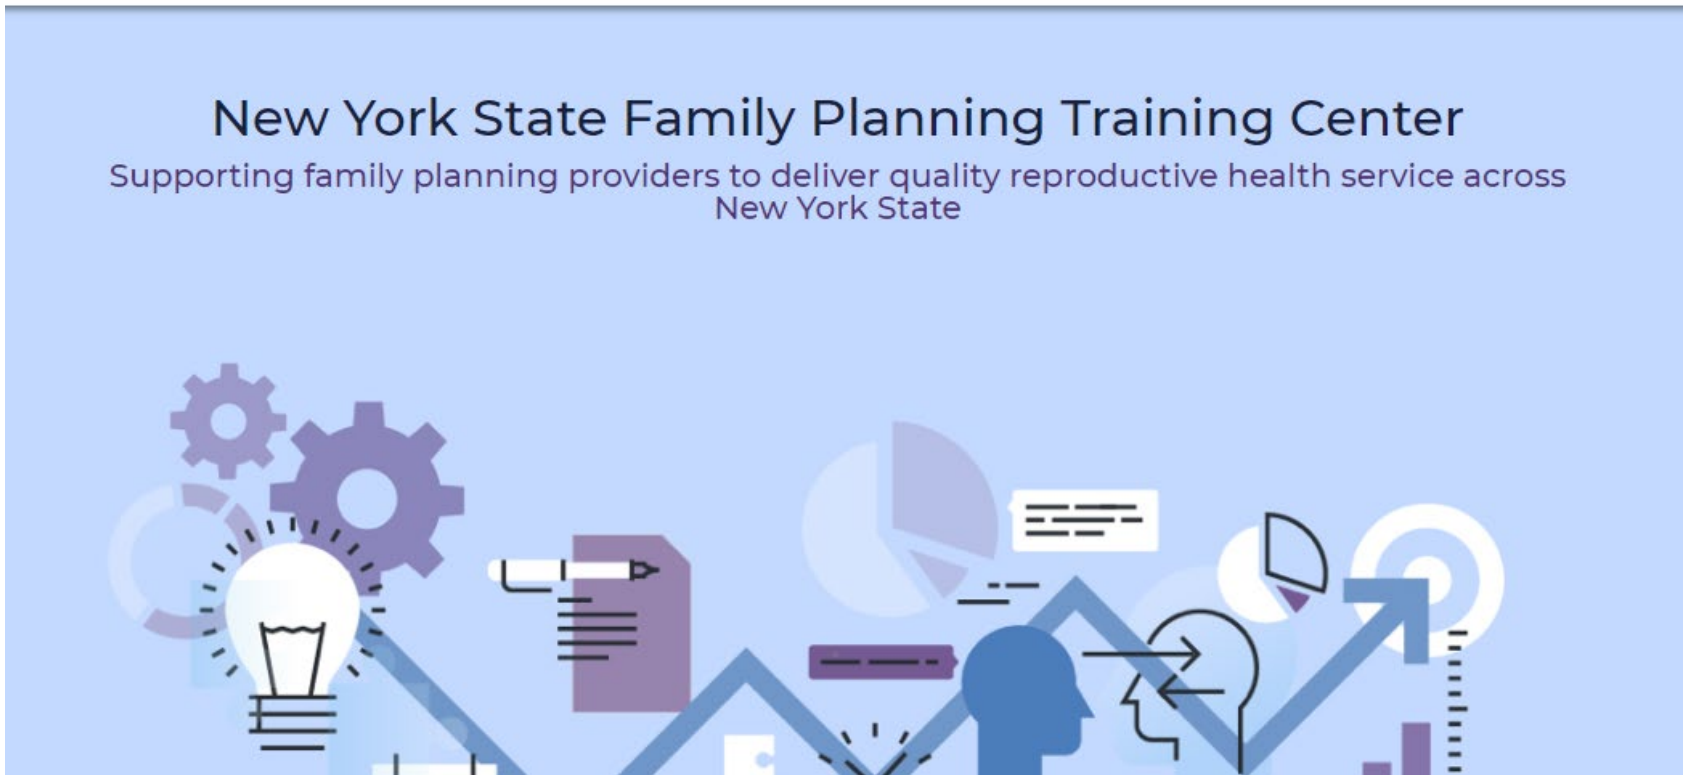 New York State Family Planning Training Center
Supporting family planning providers to deliver quality reproductive health service across
New York State